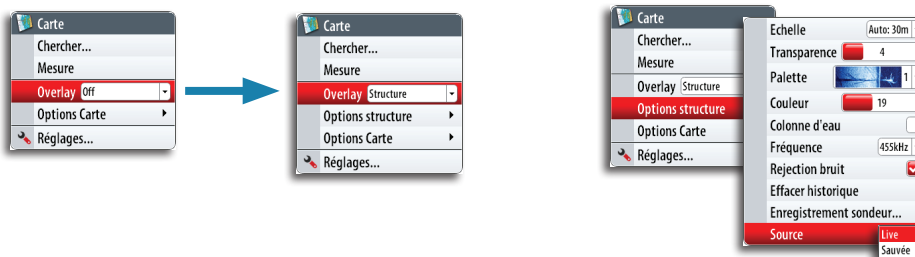 Carte
Chercher...
Mesure
Overlay Off
Options Carte
Réglages...
Carte
Chercher...
Mesure
Overlay Structure
Options structure
Options Carte
Réglages...
Carte
Chercher...
Mesure
Overlay Structure
Options structure
Options Carte
Réglages...
Echelle Auto: 30m
Transparence 4
Palette 1
Couleur 19
Colonne d'eau
Fréquence 455kHz
Rejection bruit
Effacer historique
Enregistrement sondeur...
Source Live
Sauvée